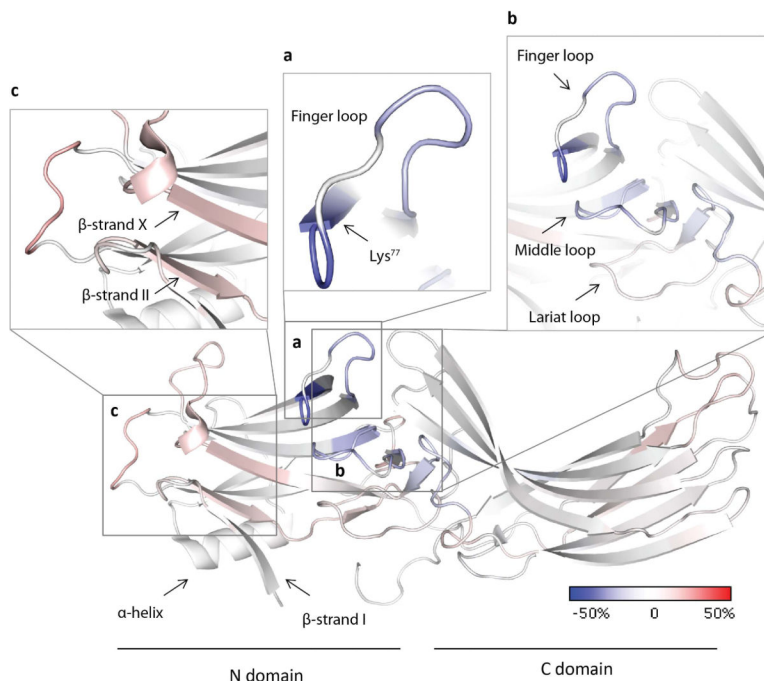 b
a
Finger loop
c
Finger loop
β-strand X
Middle loop
Lys⁷⁷
β-strand II
Lariat loop
a
c
b
α-helix
β-strand I
-50% 0 50%
N domain
C domain